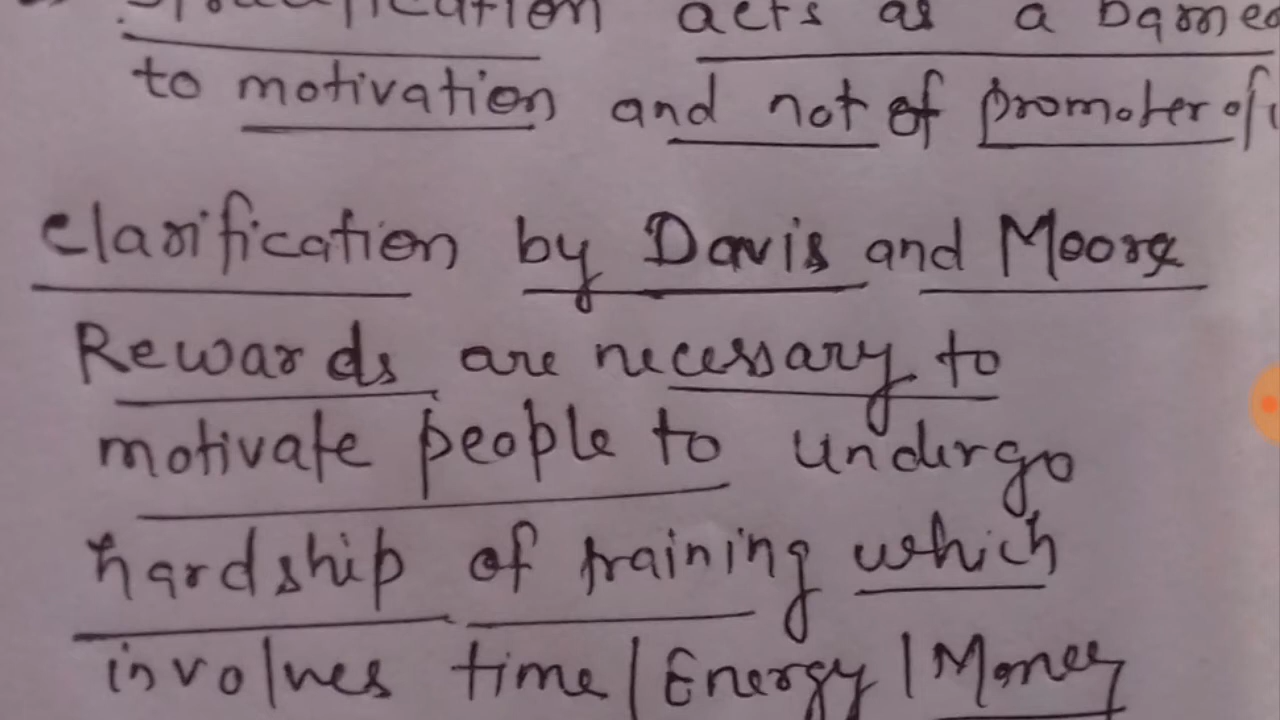 acts as a
to motivation and not of promoter of
Clarification by Davis and Moore
Rewards are necessary to
motivate people to undergo
hardship of training which
involves time/Energy/Money